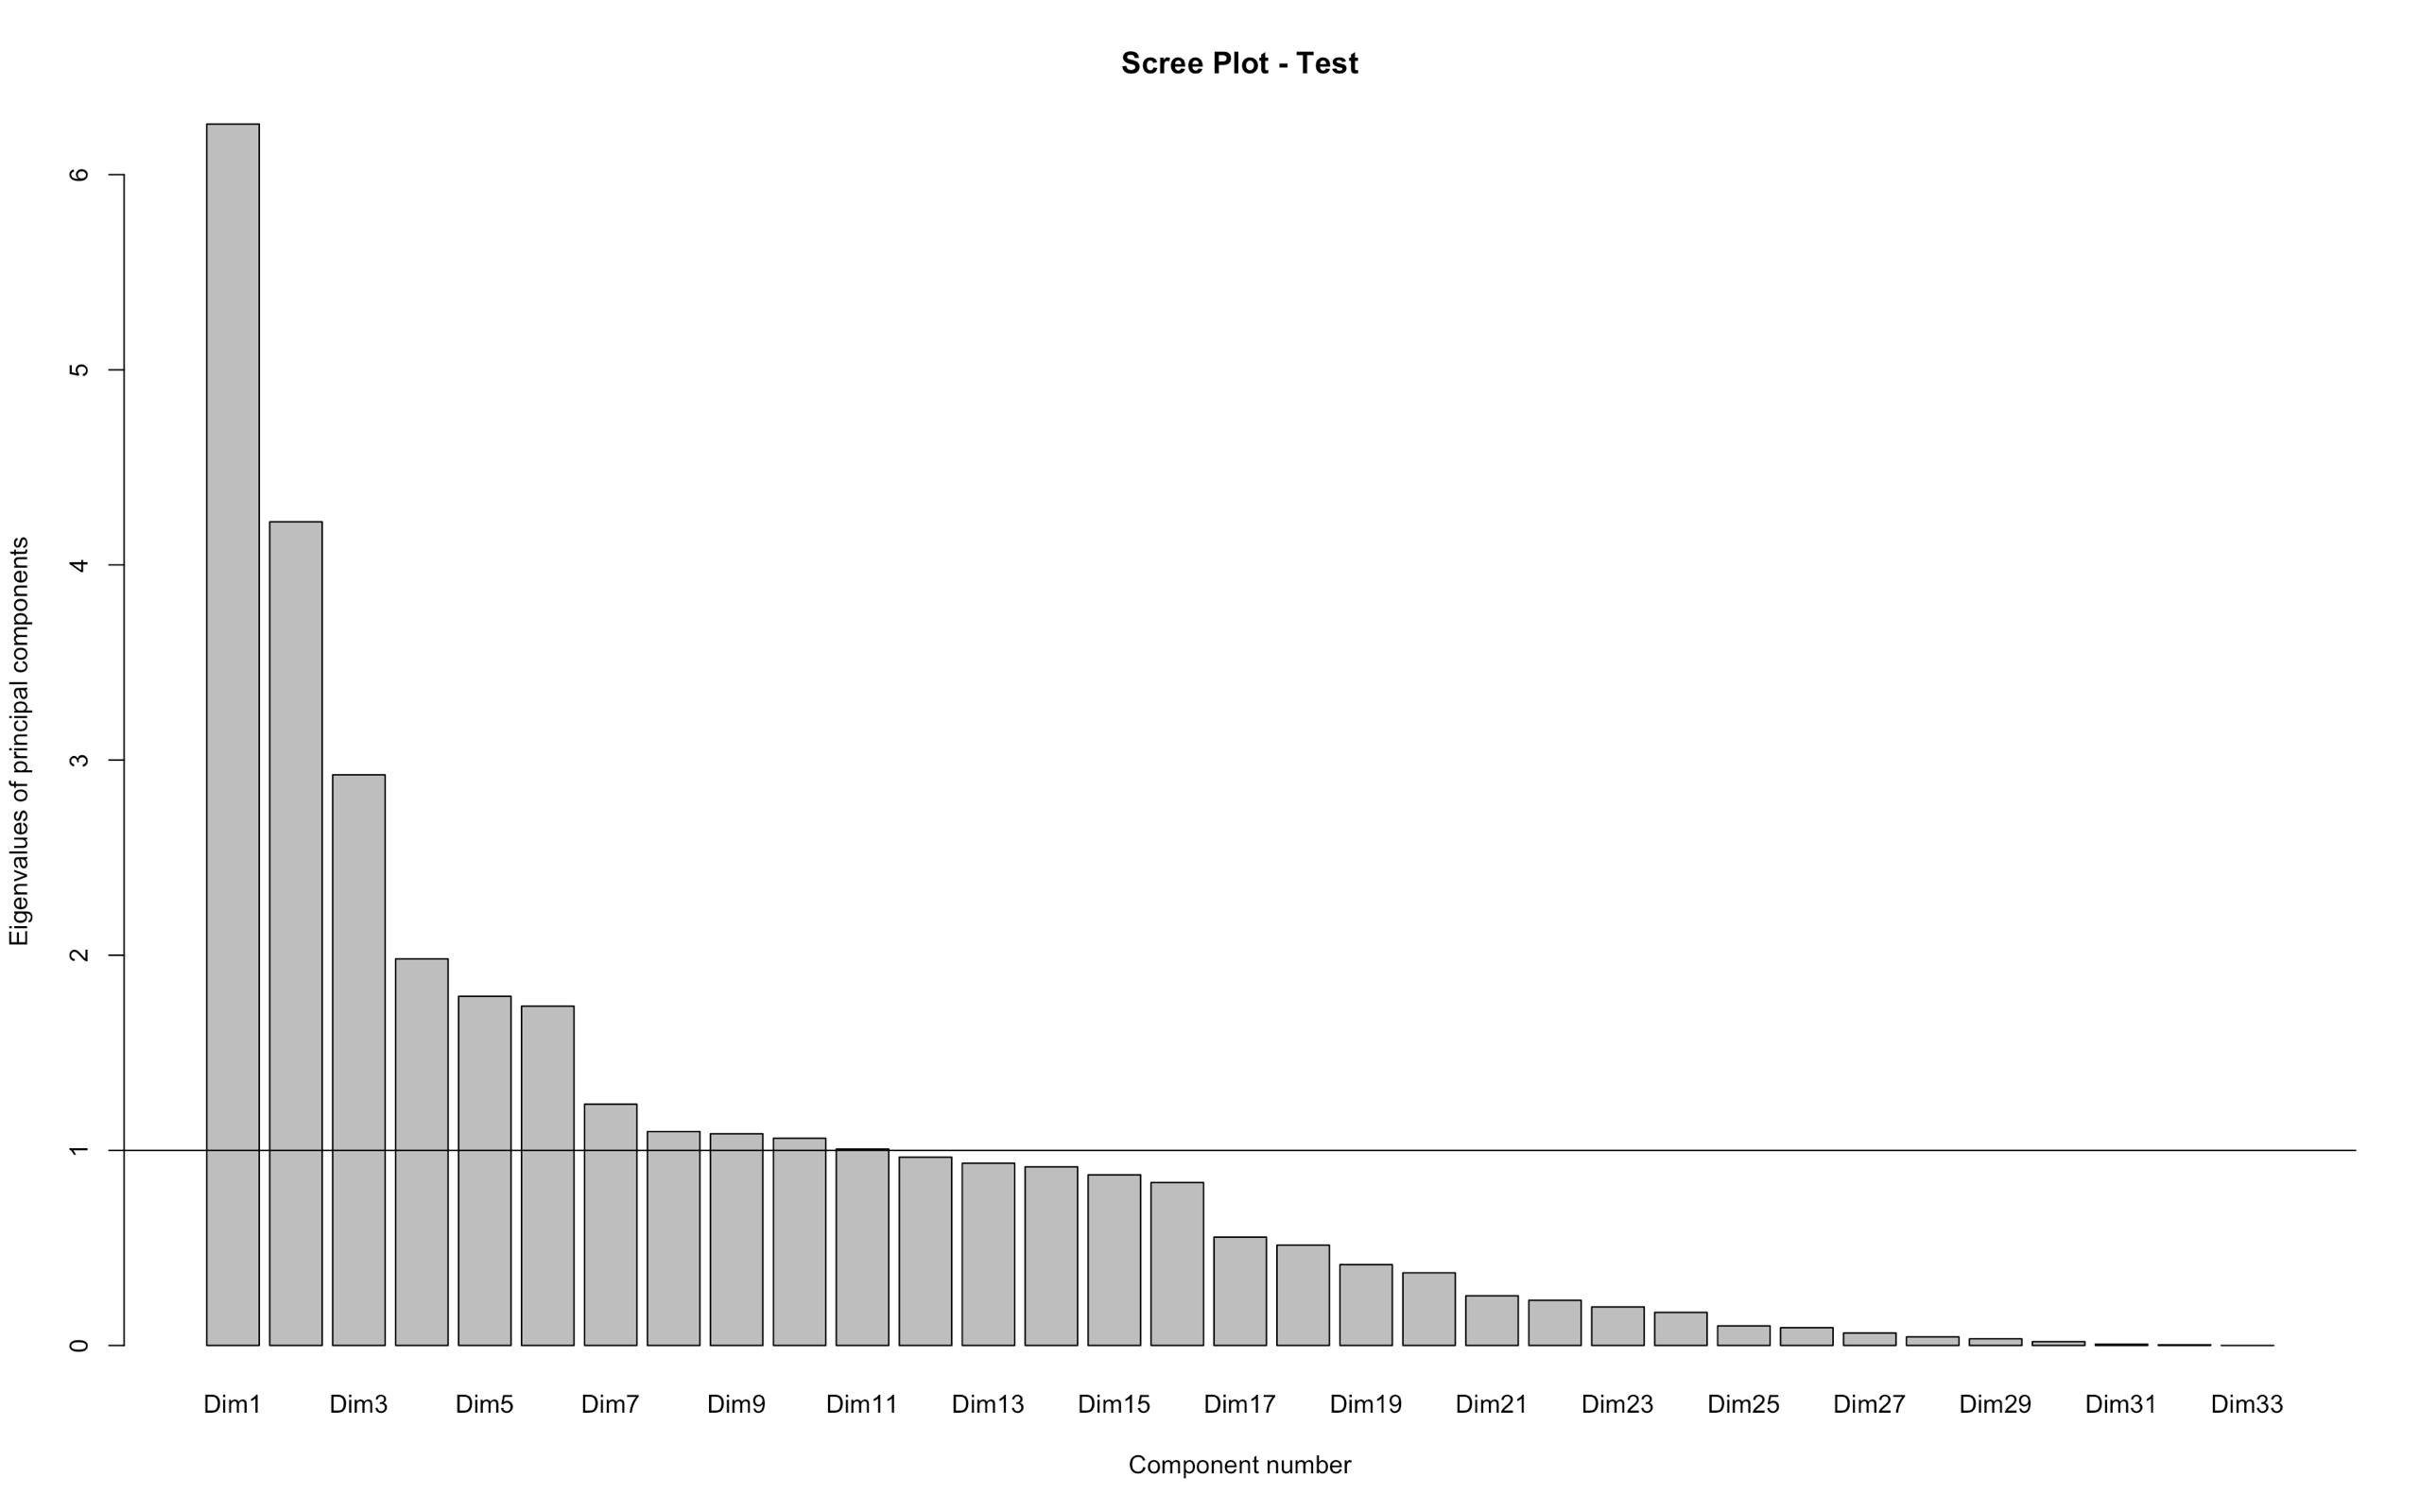 Scree Plot - Test
Eigenvalues of principal components
6
5
4
3
2
1
0
Dim1 Dim3 Dim5 Dim7 Dim9 Dim11 Dim13 Dim15 Dim17 Dim19 Dim21 Dim23 Dim25 Dim27 Dim29 Dim31 Dim33
Component number